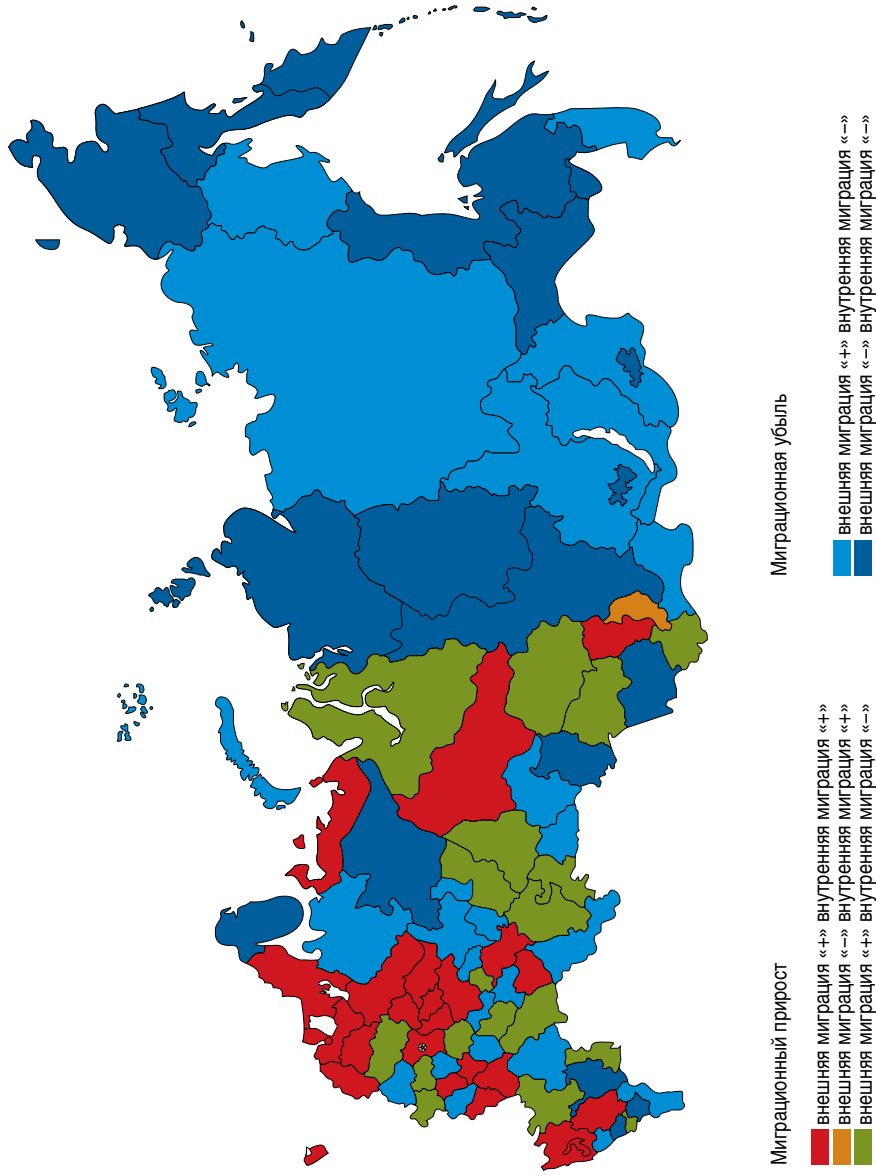 Миграционный прирост
внешняя миграция «+» внутренняя миграция «+»
внешняя миграция «–» внутренняя миграция «+»
внешняя миграция «+» внутренняя миграция «–»
Миграционная убыль
внешняя миграция «+» внутренняя миграция «–»
внешняя миграция «–» внутренняя миграция «–»